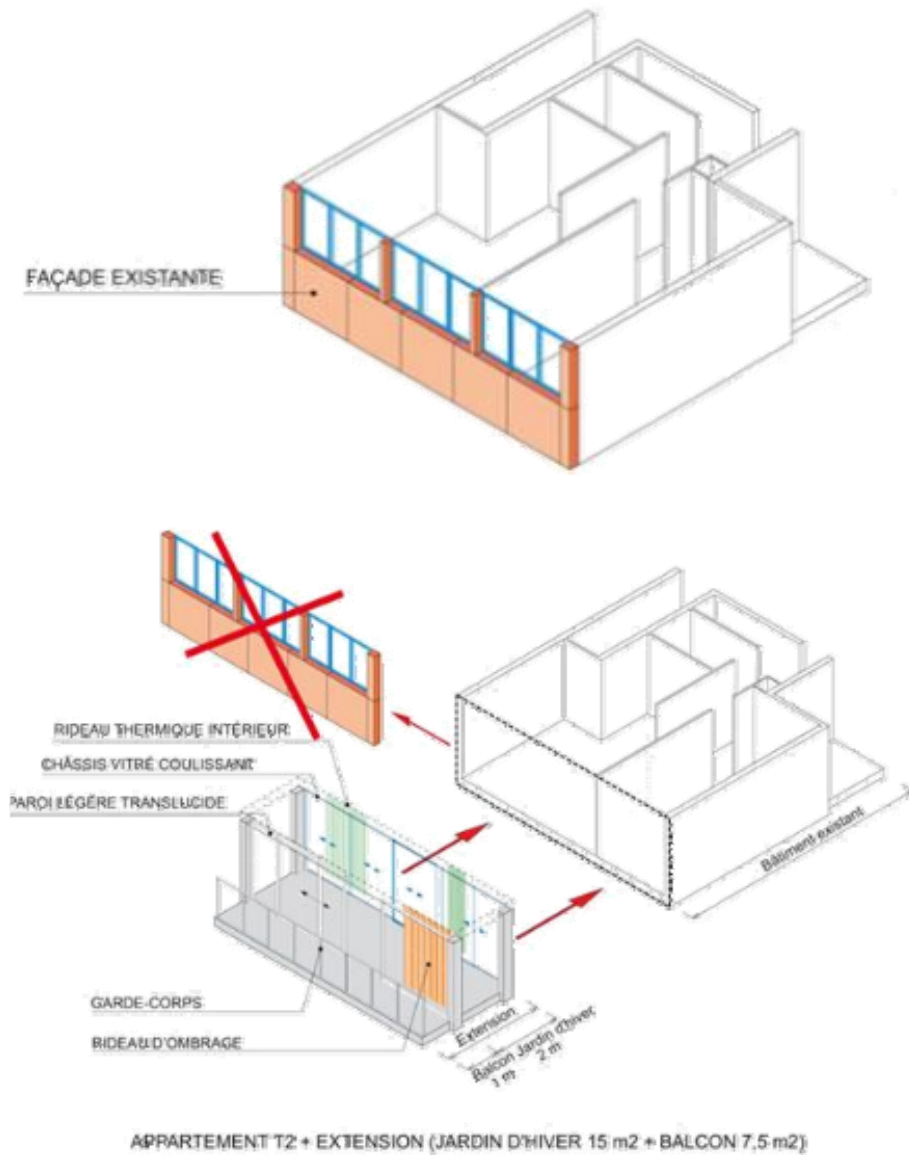 FAÇADE EXISTANTE
RIDEAU THERMIQUE INTÉRIEUR
CHÂSSIS VITRÉ COULISSANT
PAROI LÉGÈRE TRANSLUCIDE
Bâtiment existant
GARDE-CORPS
RIDEAU D'OMBRAGE
Extension
Balcon Jardin d'hiver
1 m 2 m
APPARTEMENT T2 + EXTENSION (JARDIN D'HIVER 15 m2 + BALCON 7,5 m2)